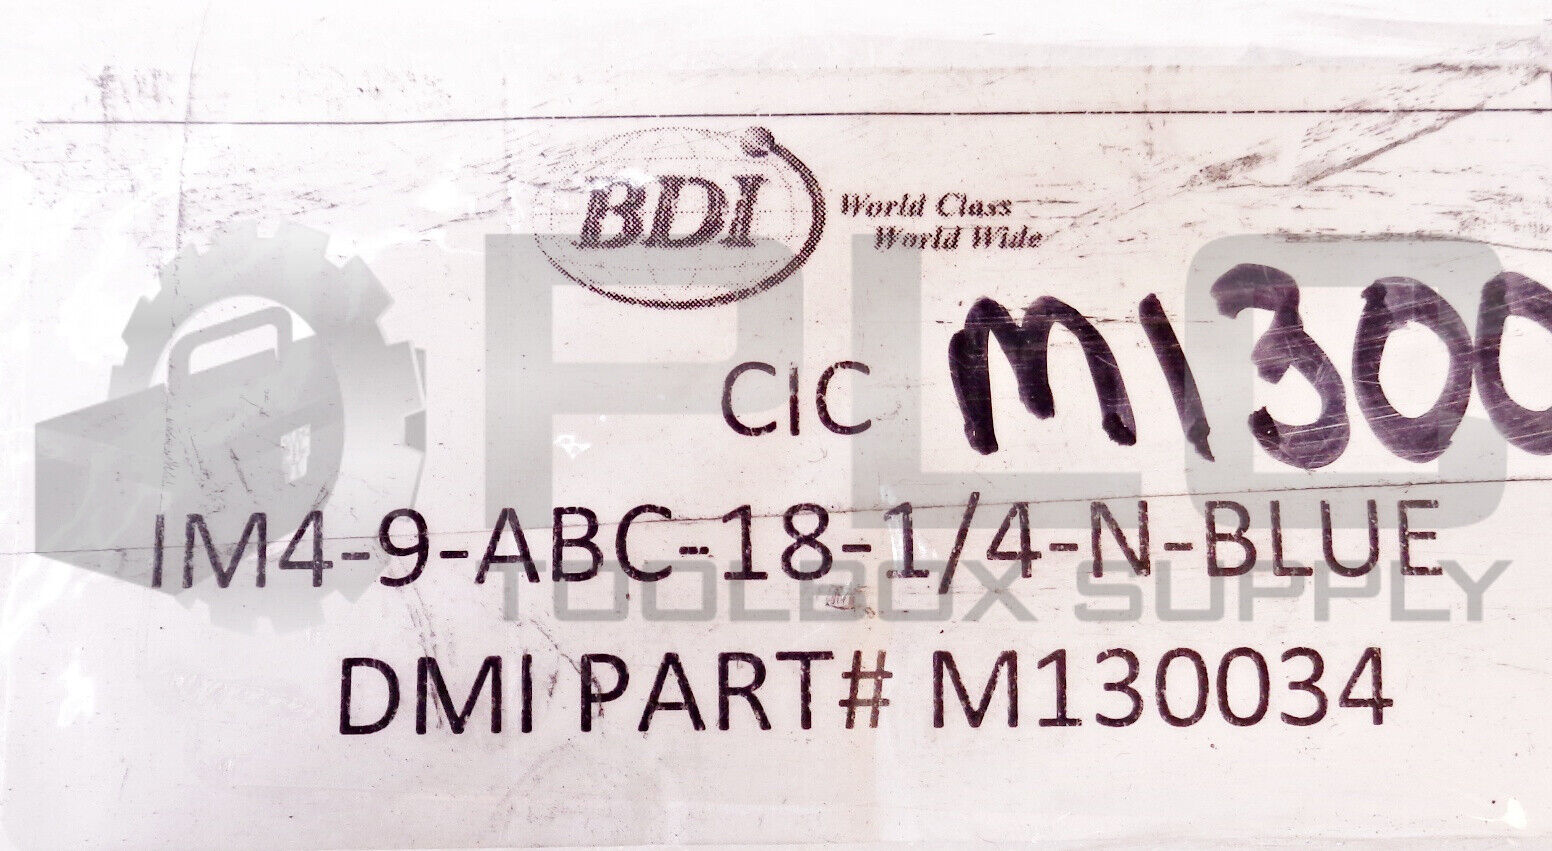 BDI
World Class
World Wide
CIC M1300
IM4-9-ABC-18-1/4-N-BLUE
DMI PART# M130034
PLC
TOOLBOX SUPPLY